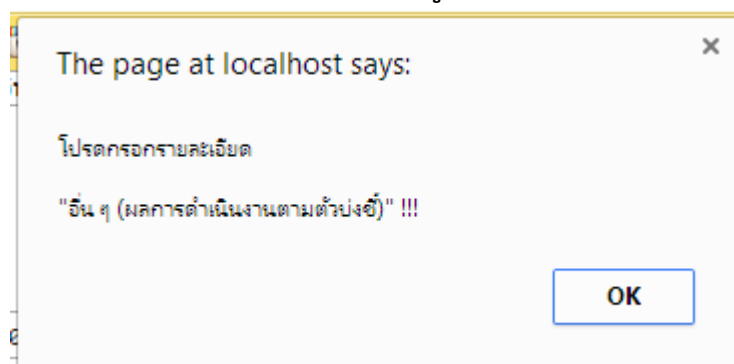 The page at localhost says:
โปรดกรอกรายละเอียด
"อื่น ๆ (ผลการดำเนินงานตามตัวบ่งชี้)" !!!
OK